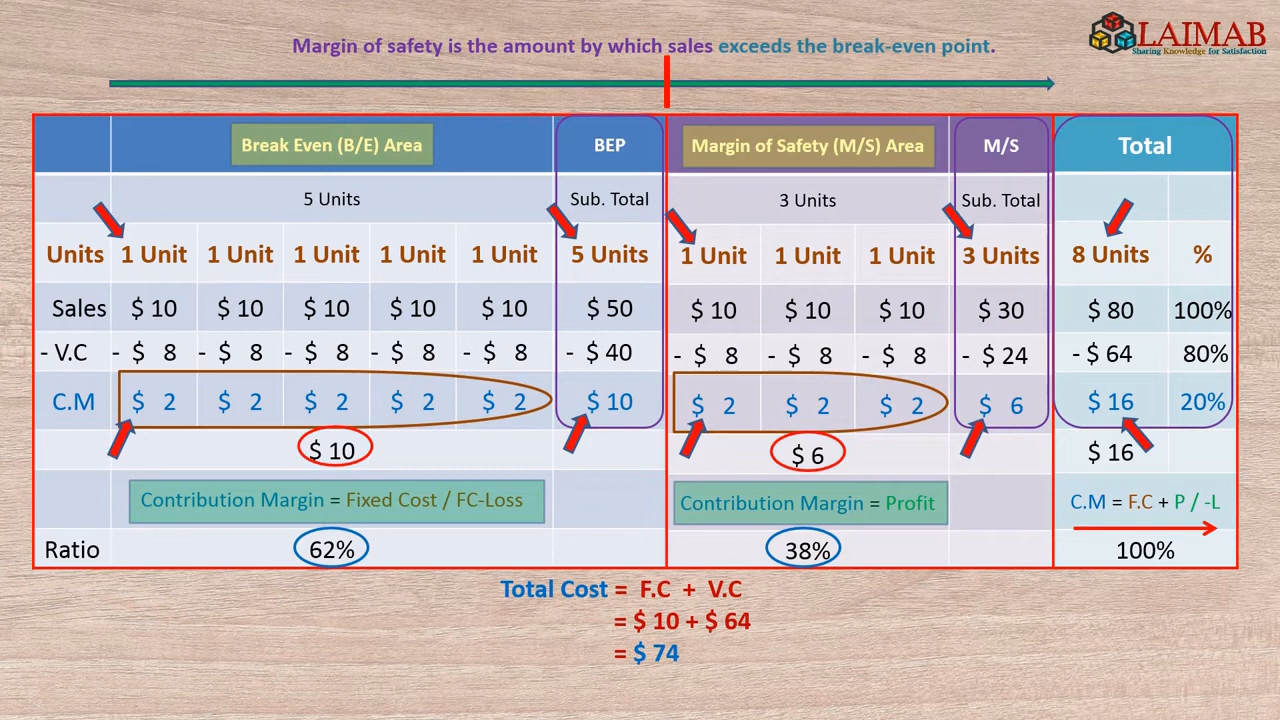 LAIMAB
Sharing Knowledge for Satisfaction
Margin of safety is the amount by which sales exceeds the break-even point.
Break Even (B/E) Area BEP Margin of Safety (M/S) Area M/S Total
5 Units Sub. Total 3 Units Sub. Total
Units 1 Unit 1 Unit 1 Unit 1 Unit 1 Unit 5 Units 1 Unit 1 Unit 1 Unit 3 Units 8 Units %
Sales $ 10 $ 10 $ 10 $ 10 $ 10 $ 50 $ 10 $ 10 $ 10 $ 30 $ 80 100%
- V.C - $ 8 - $ 8 - $ 8 - $ 8 - $ 8 - $ 40 - $ 8 - $ 8 - $ 8 - $ 24 - $ 64 80%
C.M $ 2 $ 2 $ 2 $ 2 $ 2 $ 10 $ 2 $ 2 $ 2 $ 6 $ 16 20%
$ 10 $ 6 $ 16
Contribution Margin = Fixed Cost / FC-Loss Contribution Margin = Profit C.M = F.C + P / -L
Ratio 62% 38% 100%
Total Cost = F.C + V.C
= $ 10 + $ 64
= $ 74